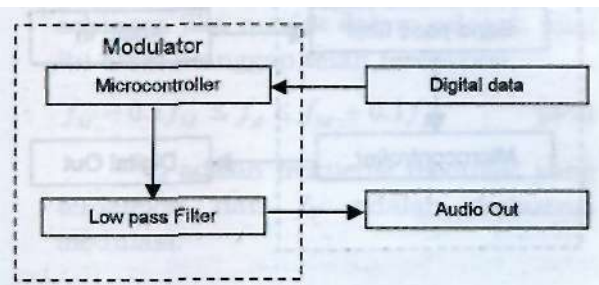 Modulator
Microcontroller
Digital data
Low pass Filter
Audio Out